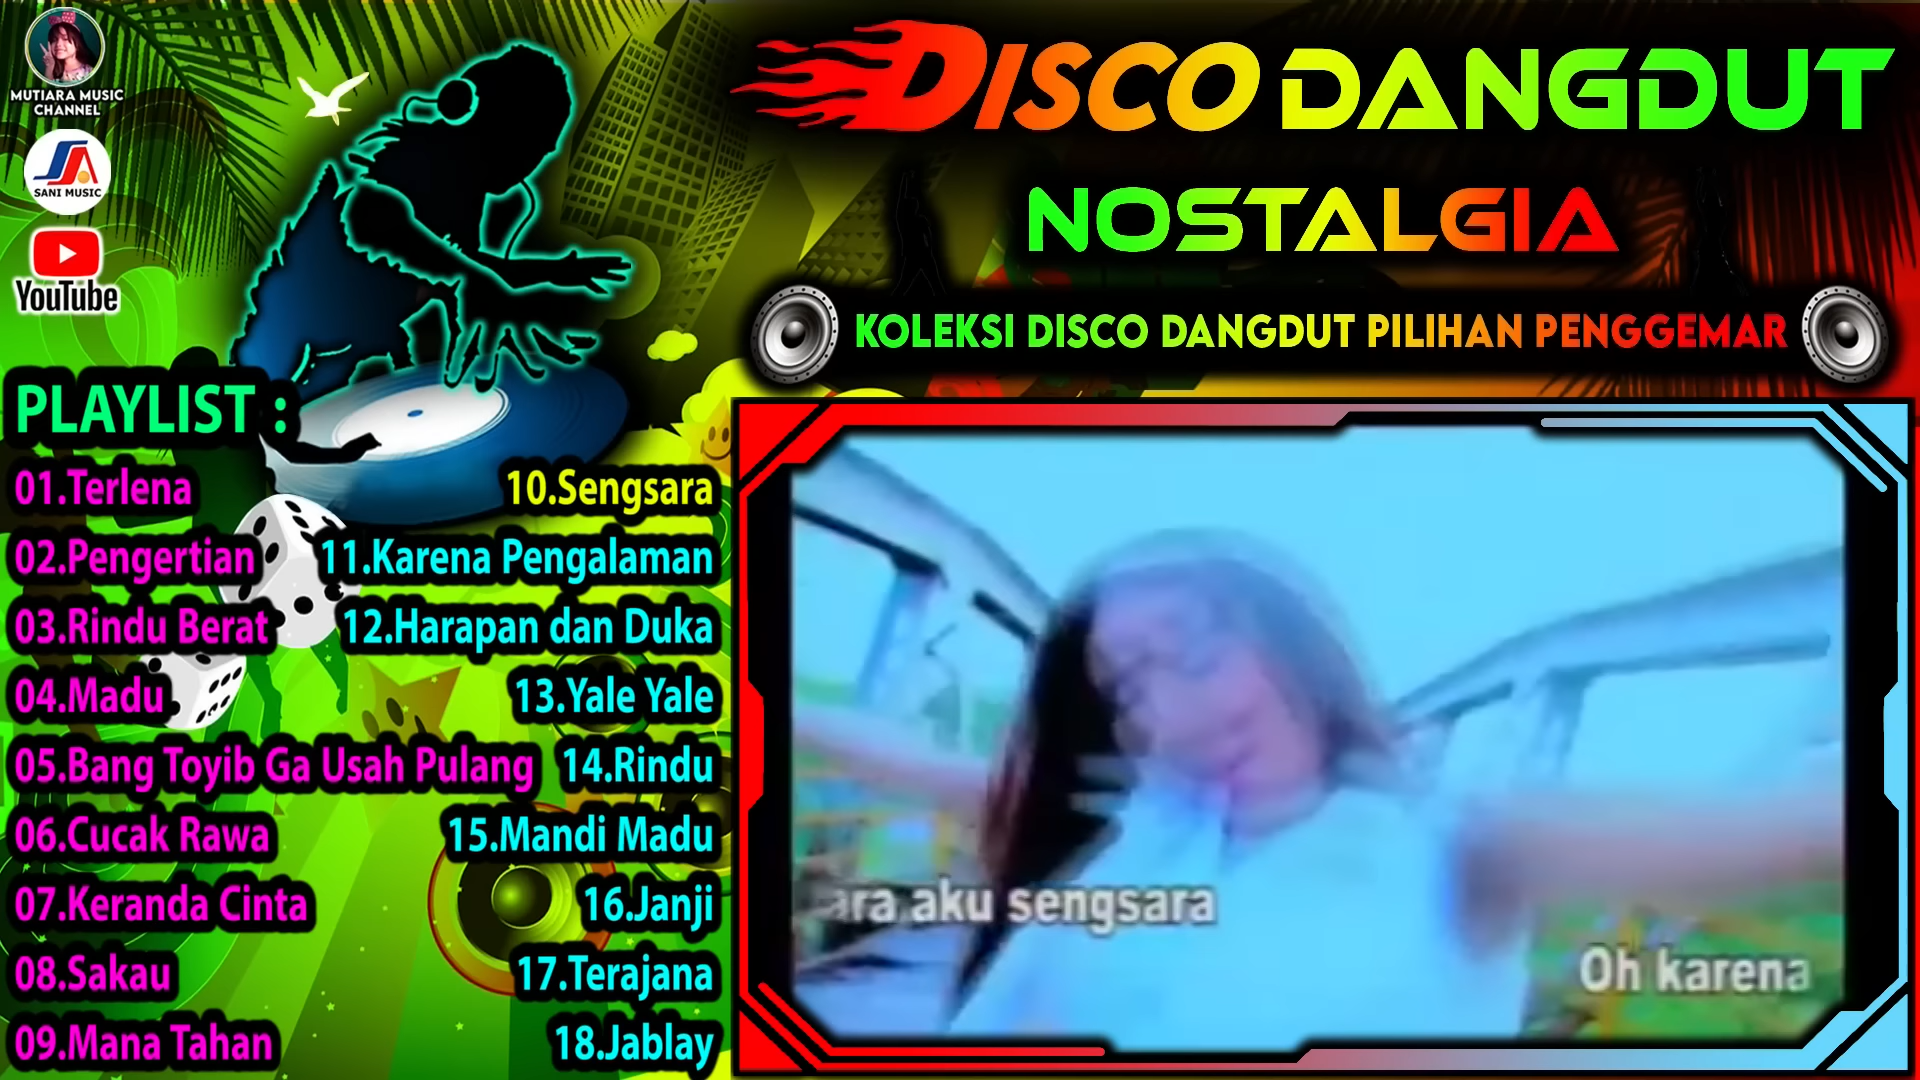 MUTIARA MUSIC
CHANNEL
SANI MUSIC
YouTube
DISCO DANGDUT
NOSTALGIA
KOLEKSI DISCO DANGDUT PILIHAN PENGGEMAR
PLAYLIST :
01.Terlena
02.Pengertian
03.Rindu Berat
04.Madu
05.Bang Toyib Ga Usah Pulang
06.Cucak Rawa
07.Keranda Cinta
08.Sakau
09.Mana Tahan
10.Sengsara
11.Karena Pengalaman
12.Harapan dan Duka
13.Yale Yale
14.Rindu
15.Mandi Madu
16.Janji
17.Terajana
18.Jablay
ara aku sengsara
Oh karena